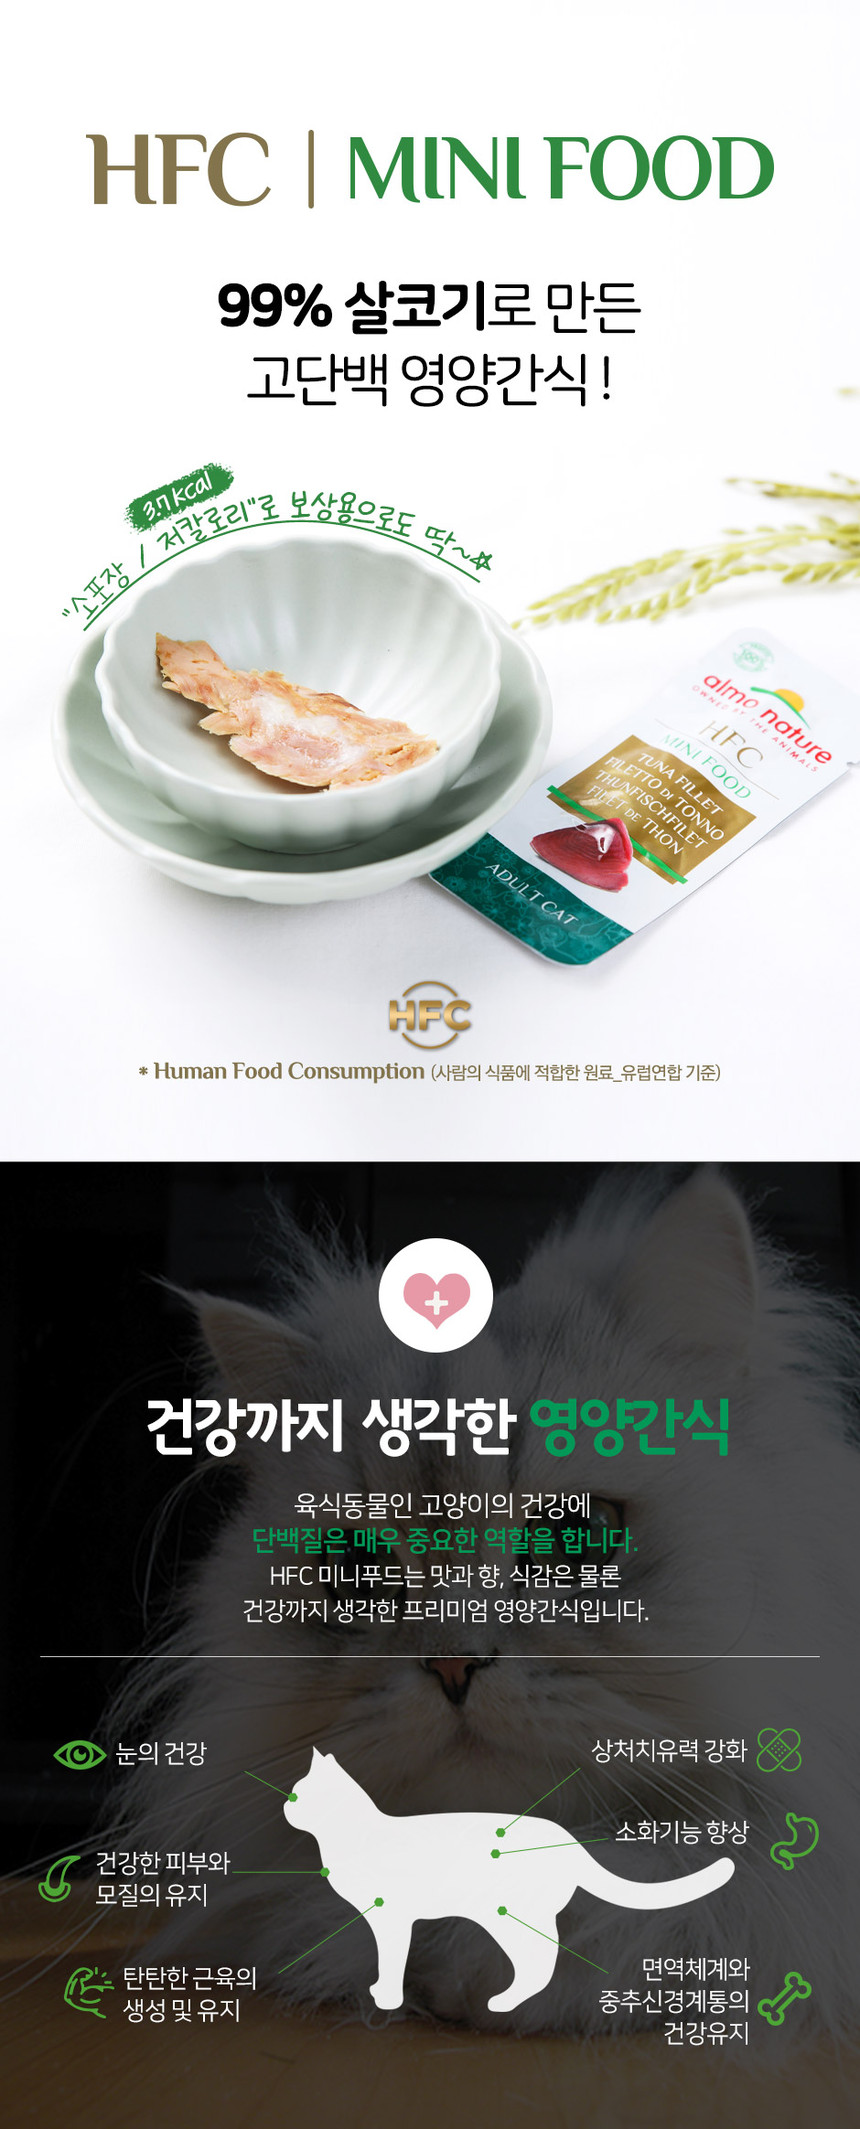 HFC | MINI FOOD
99% 살코기로 만든
고단백 영양간식 !
3.7 kcal
"소포장 / 저칼로리"로 보상용으로도 딱~☆
almo nature
OWNED BY THE ANIMALS
HFC
MINI FOOD
TUNA FILLET
FILETTO DI TONNO
THUNFISCHFILET
FILET DE THON
ADULT CAT
HFC
* Human Food Consumption (사람의 식품에 적합한 원료_유럽연합 기준)
건강까지 생각한 영양간식
육식동물인 고양이의 건강에
단백질은 매우 중요한 역할을 합니다.
HFC 미니푸드는 맛과 향, 식감은 물론
건강까지 생각한 프리미엄 영양간식입니다.
눈의 건강
상처치유력 강화
소화기능 향상
건강한 피부와
모질의 유지
탄탄한 근육의
생성 및 유지
면역체계와
중추신경계통의
건강유지